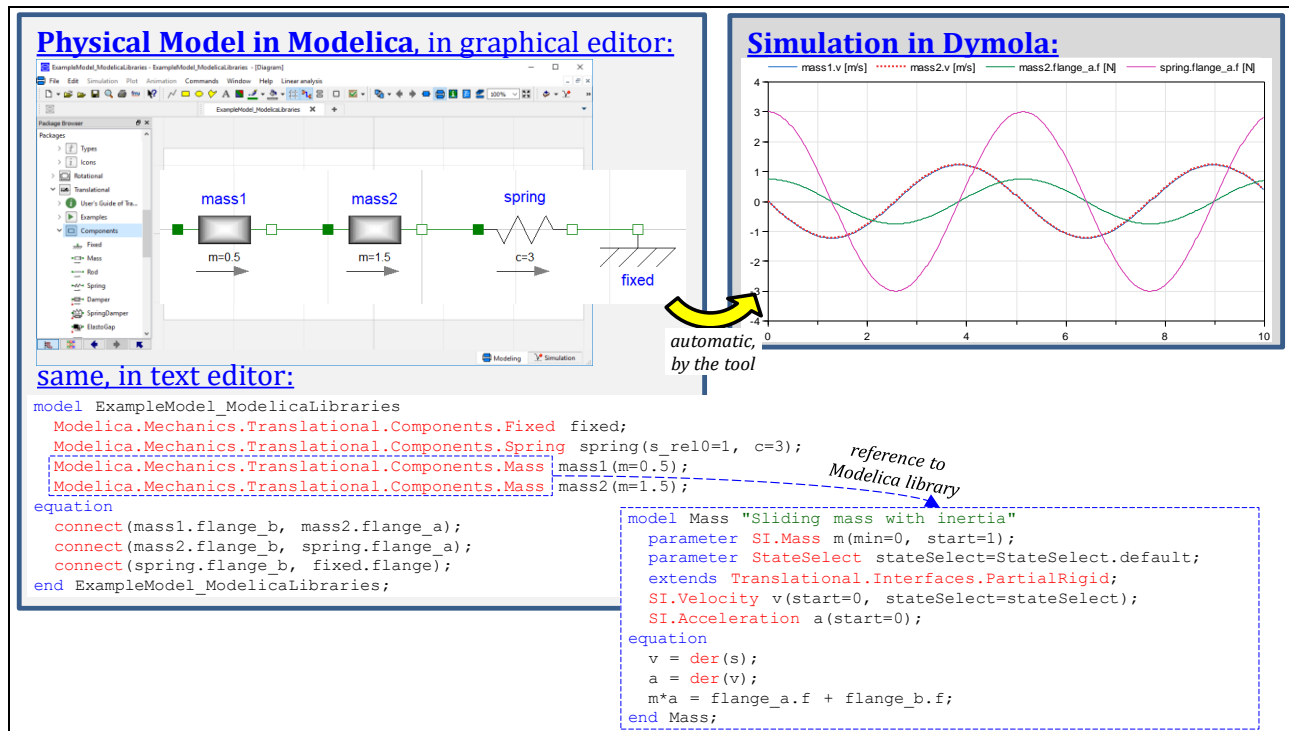 Physical Model in Modelica, in graphical editor:
ExampleModel_ModelicaLibraries - ExampleModel_ModelicaLibraries - [Diagram]
File Edit Simulation Plot Animation Commands Window Help Linear analysis
100%
ExampleModel_ModelicaLibraries X +
Package Browser
Packages
Types
Icons
Rotational
Translational
User's Guide of Tra...
Examples
Components
Fixed
Mass
Rod
Spring
Damper
SpringDamper
ElastoGap
mass1
mass2
spring
m=0.5
m=1.5
c=3
fixed
Modeling
Simulation
Simulation in Dymola:
mass1.v [m/s] mass2.v [m/s] mass2.flange_a.f [N] spring.flange_a.f [N]
4
3
2
1
0
-1
-2
-3
-4
0 2 4 6 8 10
automatic,
by the tool
same, in text editor:
model ExampleModel_ModelicaLibraries
Modelica.Mechanics.Translational.Components.Fixed fixed;
Modelica.Mechanics.Translational.Components.Spring spring(s_rel0=1, c=3);
Modelica.Mechanics.Translational.Components.Mass mass1(m=0.5);
Modelica.Mechanics.Translational.Components.Mass mass2(m=1.5);
equation
connect(mass1.flange_b, mass2.flange_a);
connect(mass2.flange_b, spring.flange_a);
connect(spring.flange_b, fixed.flange);
end ExampleModel_ModelicaLibraries;
reference to
Modelica library
model Mass "Sliding mass with inertia"
parameter SI.Mass m(min=0, start=1);
parameter StateSelect stateSelect=StateSelect.default;
extends Translational.Interfaces.PartialRigid;
SI.Velocity v(start=0, stateSelect=stateSelect);
SI.Acceleration a(start=0);
equation
v = der(s);
a = der(v);
m*a = flange_a.f + flange_b.f;
end Mass;